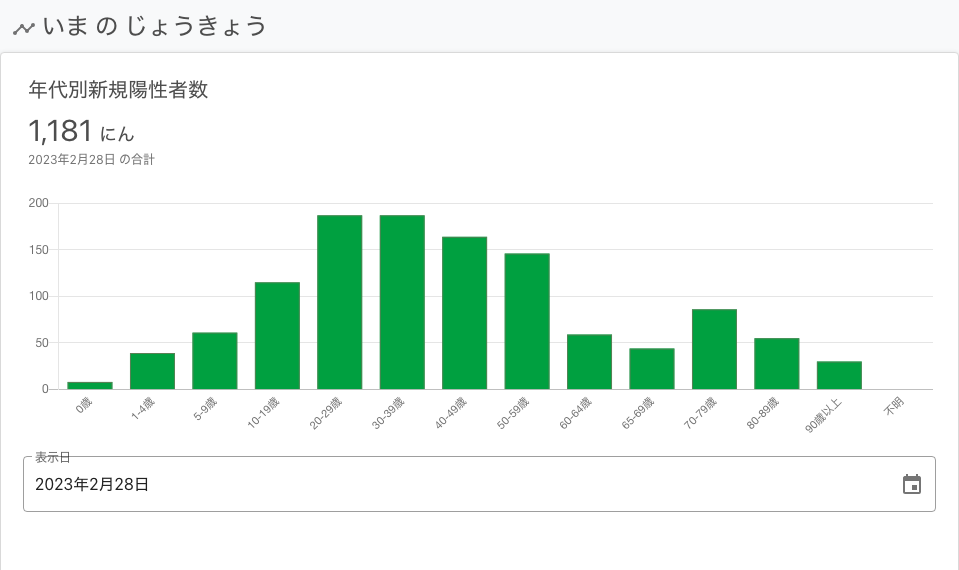 いま の じょうきょう
年代別新規陽性者数
1,181 にん
2023年2月28日 の合計
200
150
100
50
0
0歳
1-4歳
5-9歳
10-19歳
20-29歳
30-39歳
40-49歳
50-59歳
60-64歳
65-69歳
70-79歳
80-89歳
90歳以上
不明
表示日
2023年2月28日